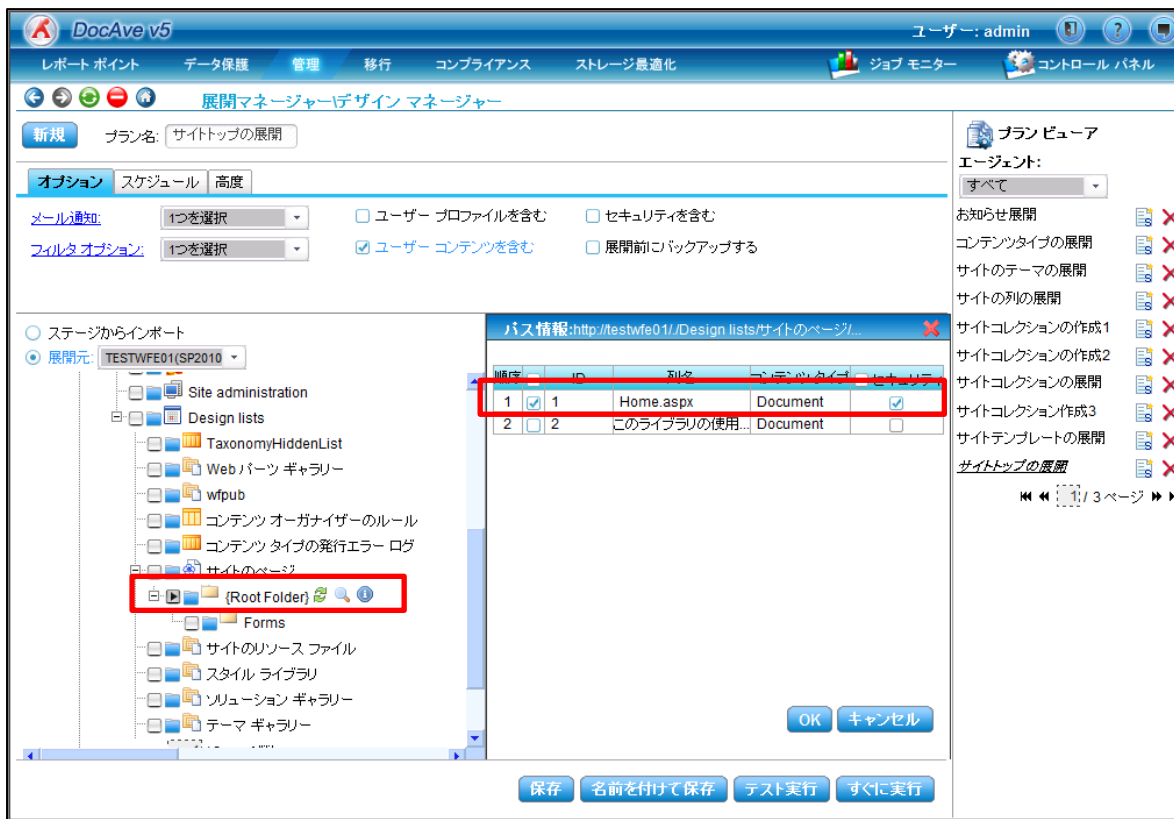 DocAve v5
ユーザー: admin
レポート ポイント データ保護 管理 移行 コンプライアンス ストレージ最適化 ジョブ モニター コントロール パネル
展開マネージャー\デザイン マネージャー
新規 プラン名: サイトトップの展開
オプション スケジュール 高度
メール通知: 1つを選択 ユーザー プロファイルを含む セキュリティを含む
フィルタ オプション: 1つを選択 ユーザー コンテンツを含む 展開前にバックアップする
ステージからインポート
展開元: TESTWFE01(SP2010
Site administration
Design lists
TaxonomyHiddenList
Web パーツ ギャラリー
wfpub
コンテンツ オーガナイザーのルール
コンテンツ タイプの発行エラー ログ
サイトのページ
{Root Folder}
Forms
サイトのリソース ファイル
スタイル ライブラリ
ソリューション ギャラリー
テーマ ギャラリー
パス情報:http://testwfe01/./Design lists/サイトのページ/...
順序 ID 列名 コンテンツ タイプ セキュリティ
1 1 Home.aspx Document
2 2 このライブラリの使用... Document
OK キャンセル
保存 名前を付けて保存 テスト実行 すぐに実行
プラン ビューア
エージェント:
すべて
お知らせ展開
コンテンツタイプの展開
サイトのテーマの展開
サイトの列の展開
サイトコレクションの作成1
サイトコレクションの作成2
サイトコレクションの展開
サイトコレクション作成3
サイトテンプレートの展開
サイトトップの展開
1 / 3 ページ